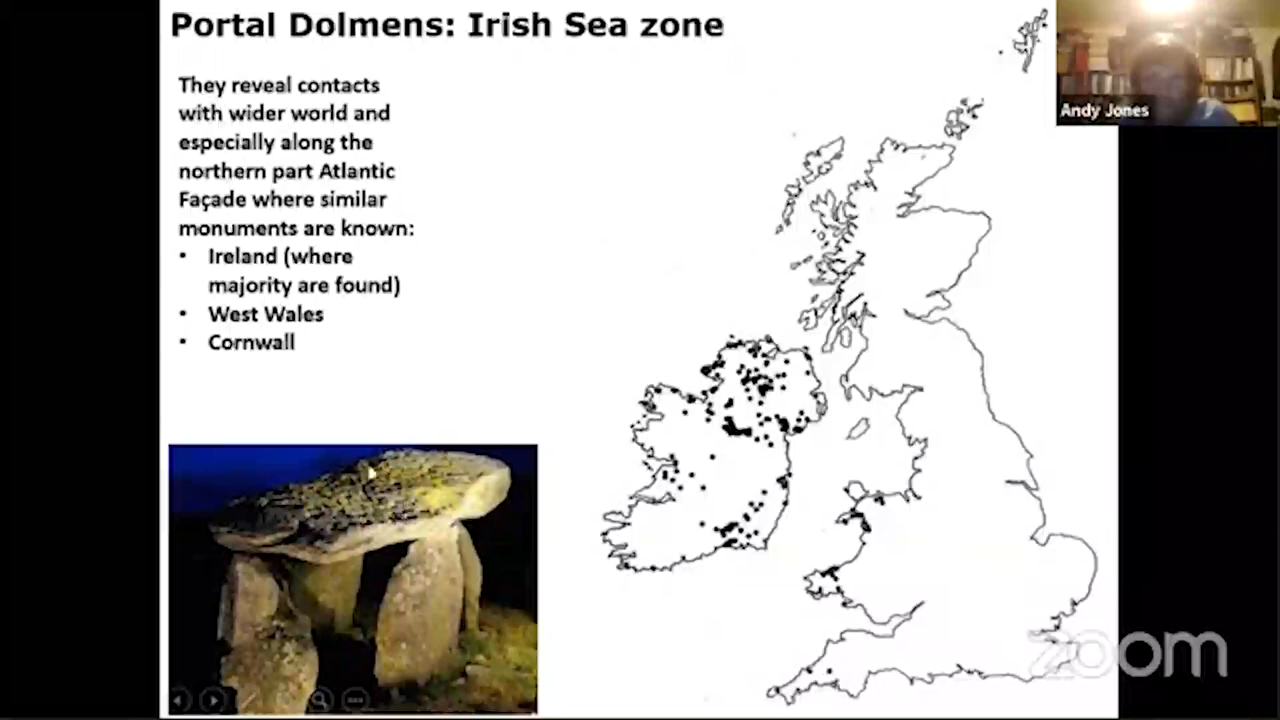 Portal Dolmens: Irish Sea zone
They reveal contacts
with wider world and
especially along the
northern part Atlantic
Façade where similar
monuments are known:
• Ireland (where
majority are found)
• West Wales
• Cornwall
Andy Jones
zoom